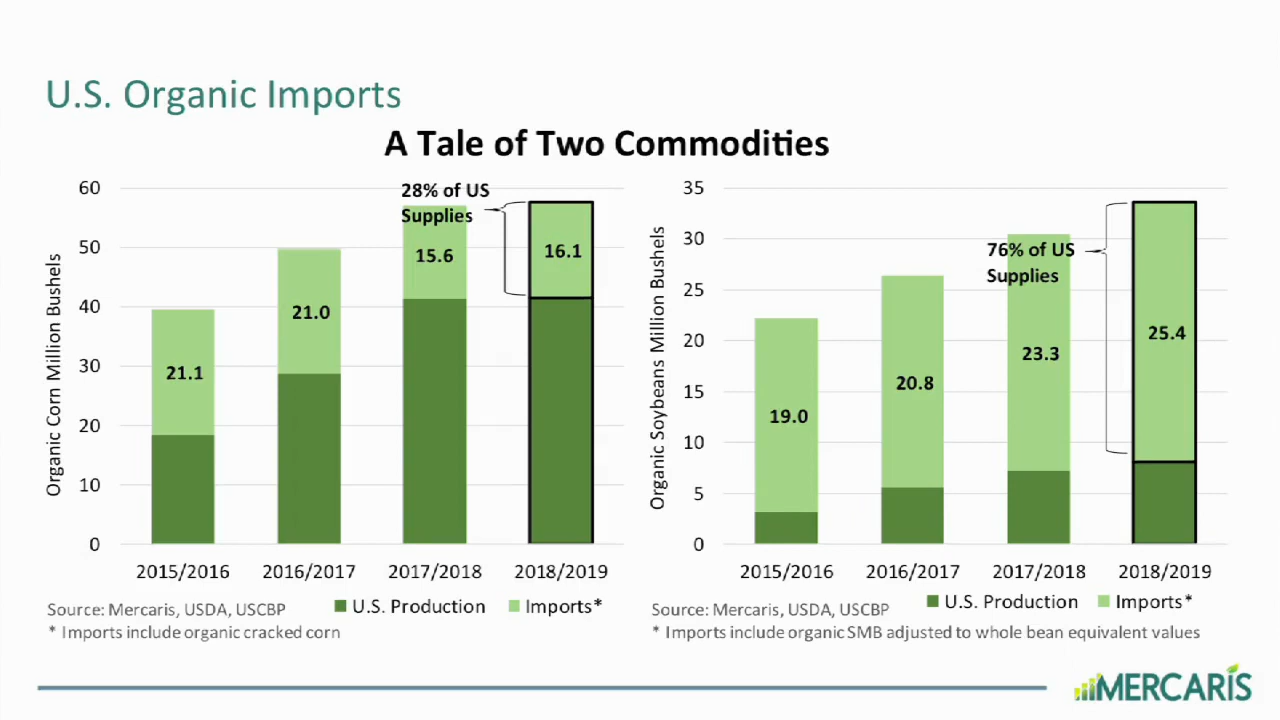 U.S. Organic Imports
A Tale of Two Commodities
Organic Corn Million Bushels
60
50
40
30
20
10
0
28% of US
Supplies
21.1
21.0
15.6
16.1
2015/2016
2016/2017
2017/2018
2018/2019
U.S. Production
Imports*
Source: Mercaris, USDA, USCBP
* Imports include organic cracked corn
Organic Soybeans Million Bushels
35
30
25
20
15
10
5
0
76% of US
Supplies
19.0
20.8
23.3
25.4
2015/2016
2016/2017
2017/2018
2018/2019
U.S. Production
Imports*
Source: Mercaris, USDA, USCBP
* Imports include organic SMB adjusted to whole bean equivalent values
MERCARIS